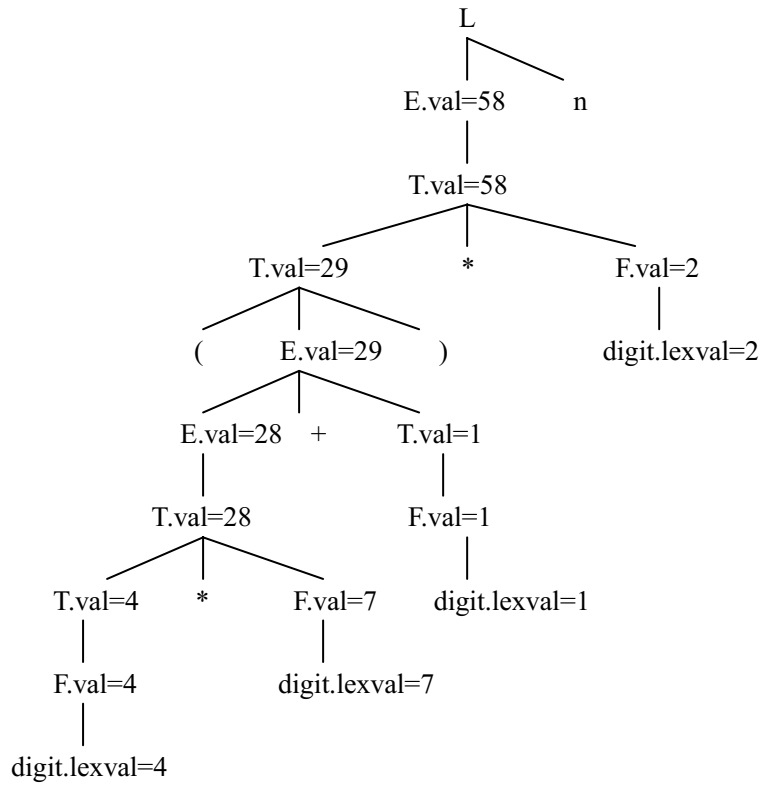 L
E.val=58 n
T.val=58
T.val=29 * F.val=2
( E.val=29 ) digit.lexval=2
E.val=28 + T.val=1
T.val=28 F.val=1
T.val=4 * F.val=7 digit.lexval=1
F.val=4 digit.lexval=7
digit.lexval=4